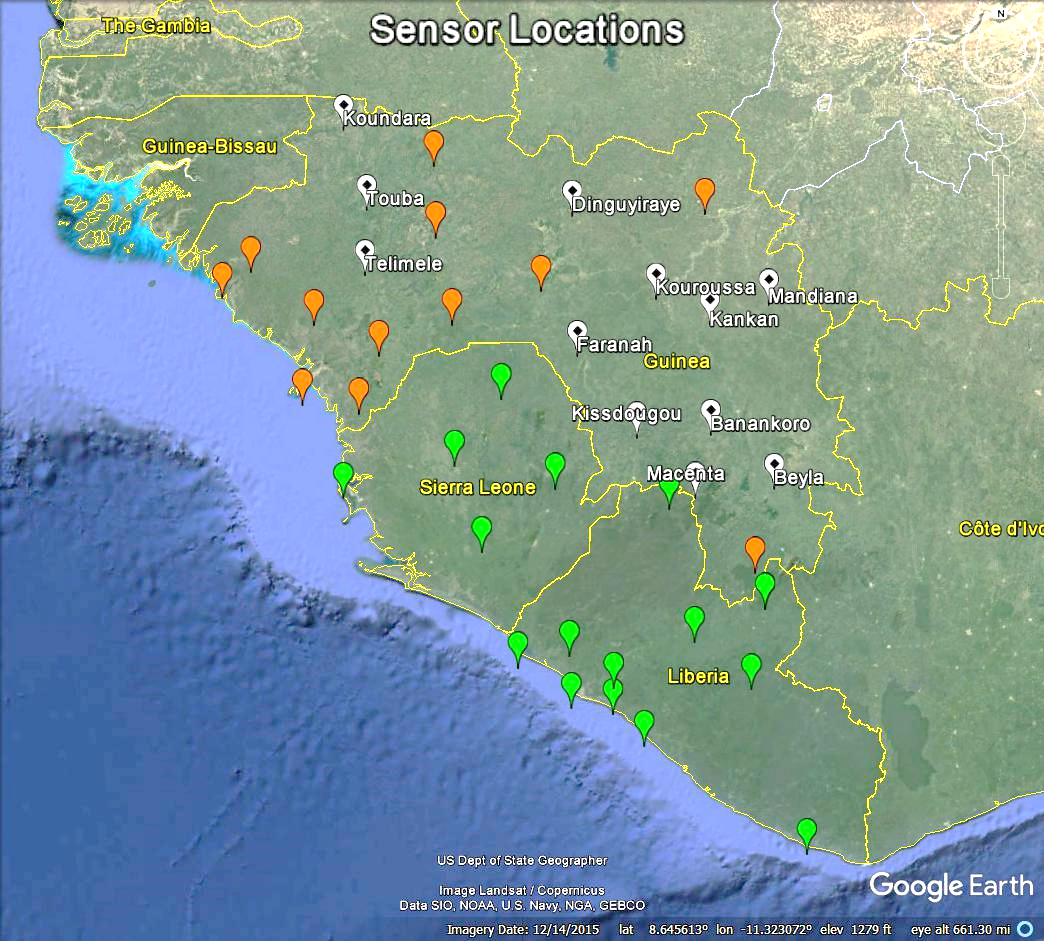 Sensor Locations
The Gambia
N
Koundara
Guinea-Bissau
Touba
Dinguyiraye
Telimele
Kouroussa
Mandiana
Kankan
Faranah
Guinea
Kissdougou
Banankoro
Macenta
Beyla
Sierra Leone
Côte d'Ivo
Liberia
US Dept of State Geographer
Google Earth
Image Landsat / Copernicus
Data SIO, NOAA, U.S. Navy, NGA, GEBCO
Imagery Date: 12/14/2015 lat 8.645613° lon -11.323072° elev 1279 ft eye alt 661.30 mi